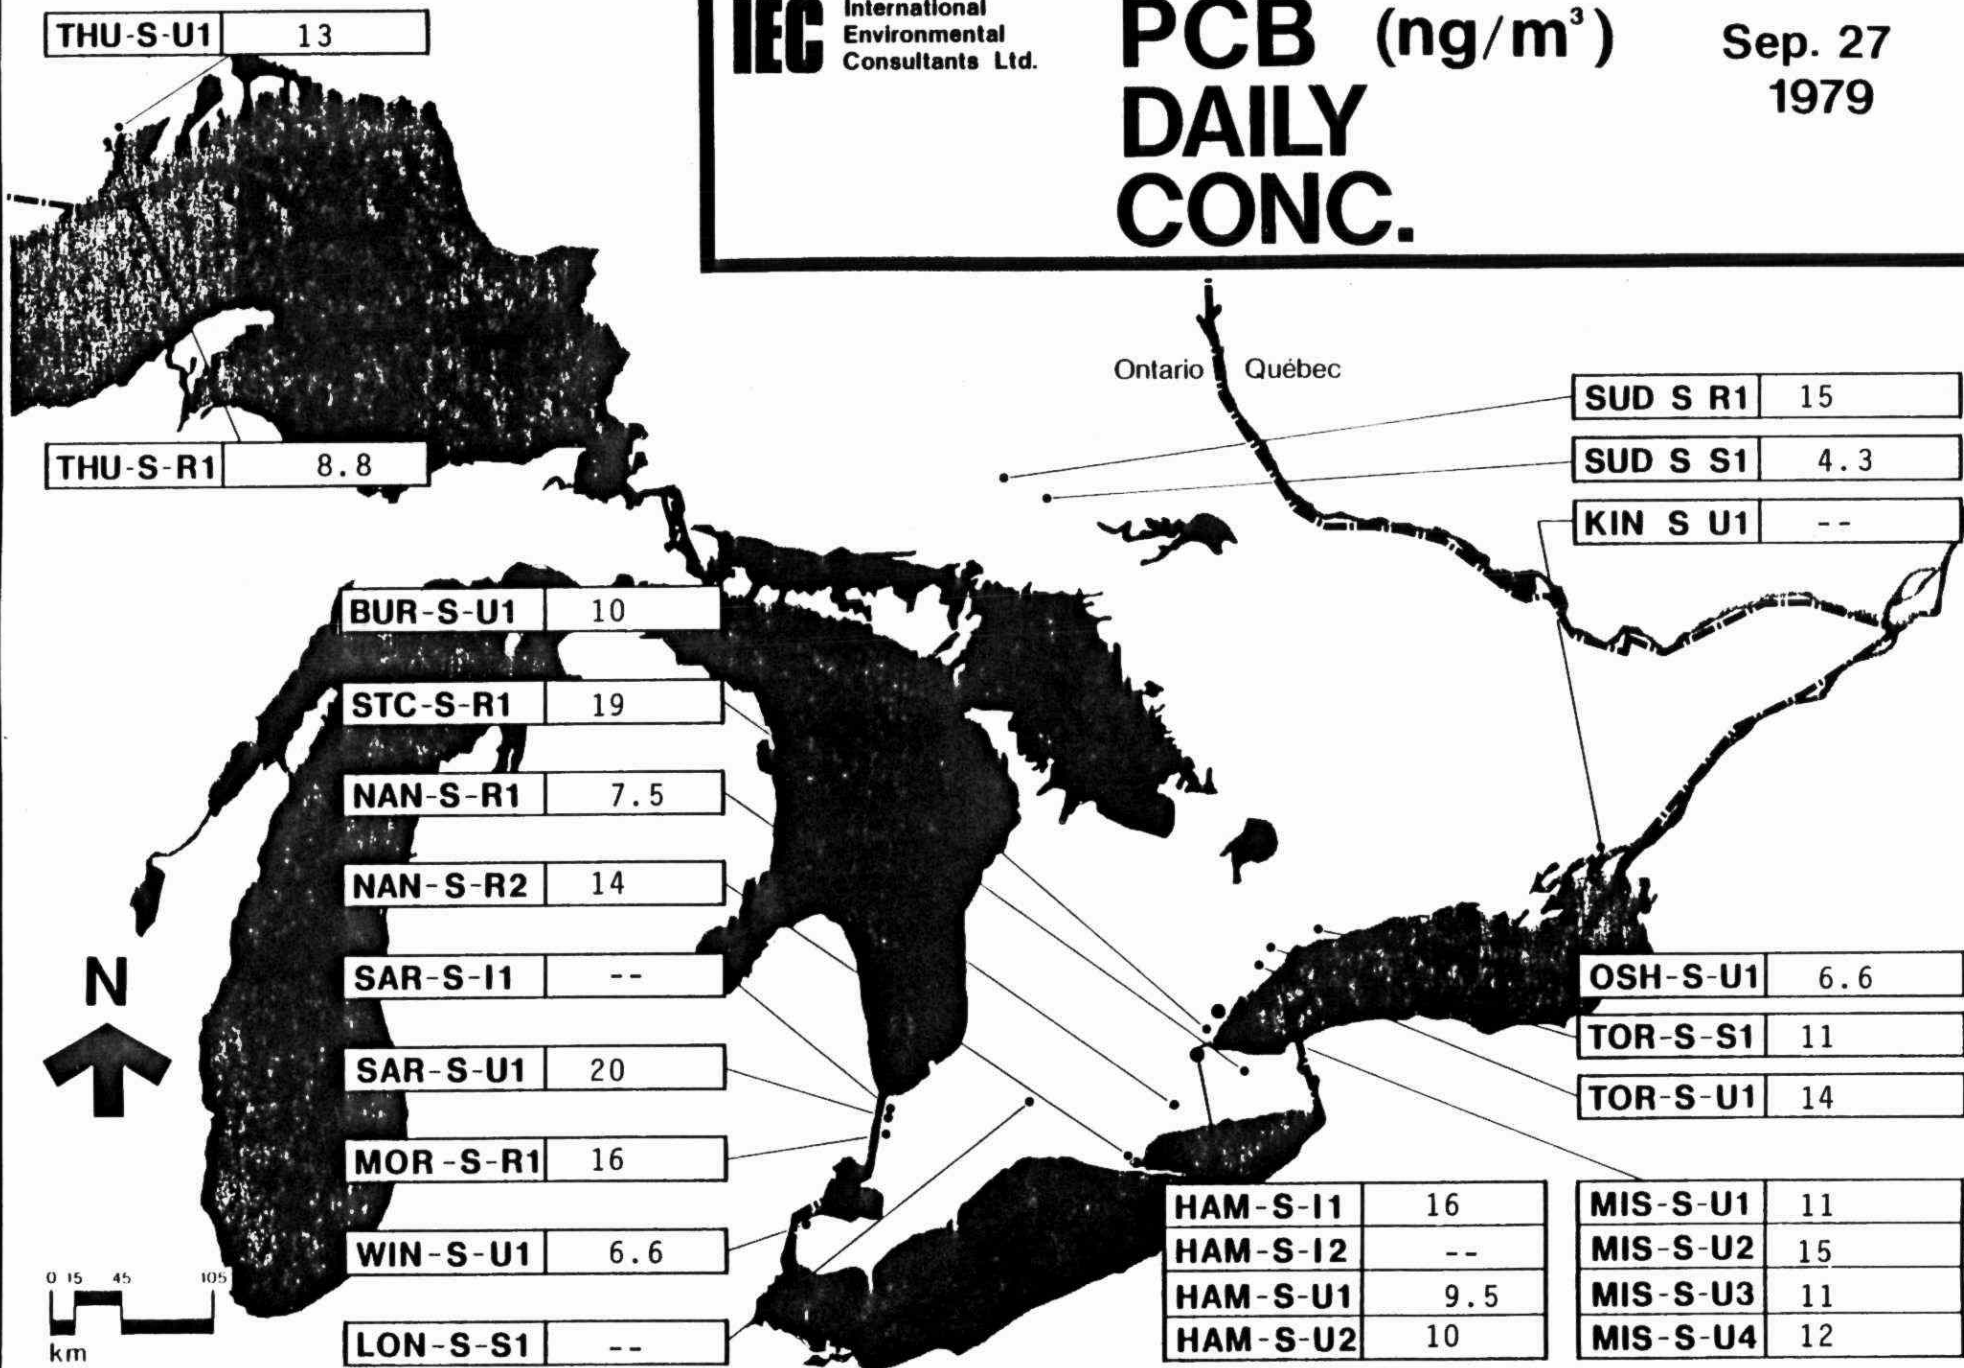 THU-S-U1 13
IEC International
Environmental
Consultants Ltd.
PCB (ng/m³)
DAILY
CONC.
Sep. 27
1979
THU-S-R1 8.8
Ontario Québec
SUD S R1 15
SUD S S1 4.3
KIN S U1 --
BUR-S-U1 10
STC-S-R1 19
NAN-S-R1 7.5
NAN-S-R2 14
SAR-S-I1 --
SAR-S-U1 20
MOR-S-R1 16
WIN-S-U1 6.6
LON-S-S1 --
N
0 15 45 105
km
OSH-S-U1 6.6
TOR-S-S1 11
TOR-S-U1 14
HAM-S-I1 16
HAM-S-I2 --
HAM-S-U1 9.5
HAM-S-U2 10
MIS-S-U1 11
MIS-S-U2 15
MIS-S-U3 11
MIS-S-U4 12